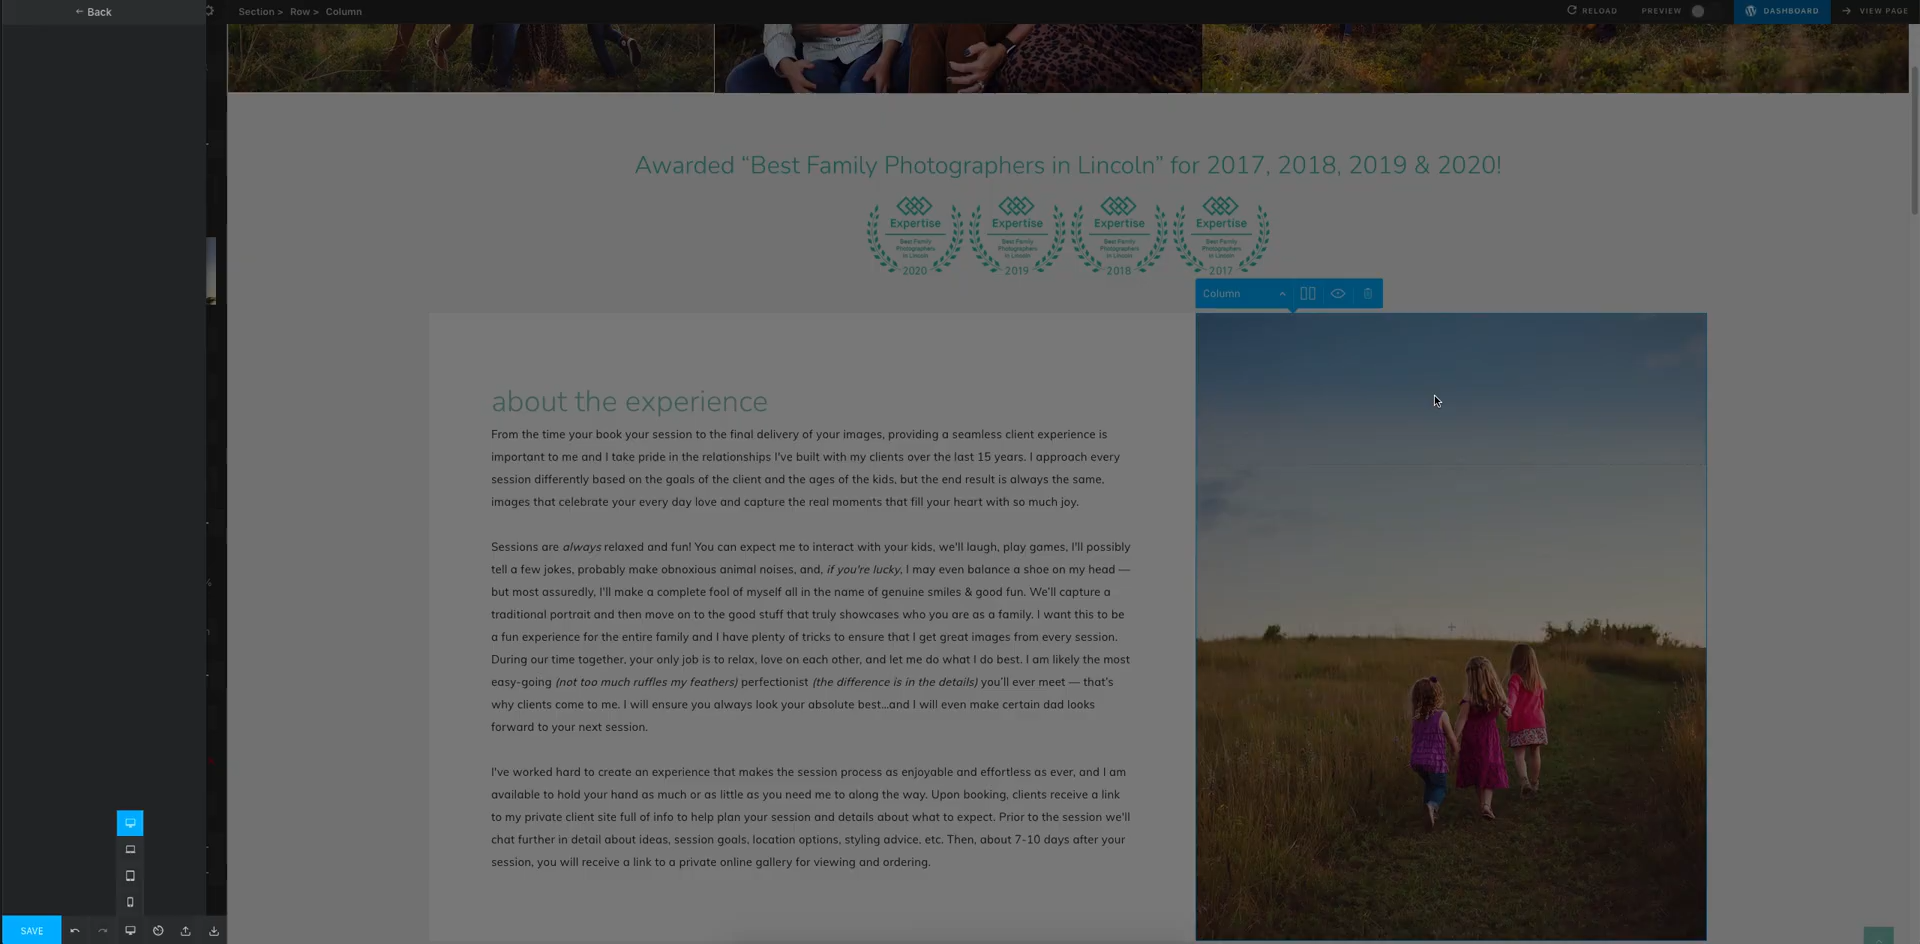 ← Back
Section > Row > Column
RELOAD
PREVIEW
DASHBOARD
→ VIEW PAGE
Awarded “Best Family Photographers in Lincoln” for 2017, 2018, 2019 & 2020!
Expertise Expertise Expertise Expertise
Best Family Best Family Best Family Best Family
Photographers Photographers Photographers Photographers
in Lincoln in Lincoln in Lincoln in Lincoln
2020 2019 2018 2017
Column
about the experience
From the time your book your session to the final delivery of your images, providing a seamless client experience is
important to me and I take pride in the relationships I've built with my clients over the last 15 years. I approach every
session differently based on the goals of the client and the ages of the kids, but the end result is always the same,
images that celebrate your every day love and capture the real moments that fill your heart with so much joy.
Sessions are always relaxed and fun! You can expect me to interact with your kids, we'll laugh, play games, I'll possibly
tell a few jokes, probably make obnoxious animal noises, and, if you're lucky, I may even balance a shoe on my head —
but most assuredly, I'll make a complete fool of myself all in the name of genuine smiles & good fun. We'll capture a
traditional portrait and then move on to the good stuff that truly showcases who you are as a family. I want this to be
a fun experience for the entire family and I have plenty of tricks to ensure that I get great images from every session.
During our time together, your only job is to relax, love on each other, and let me do what I do best. I am likely the most
easy-going (not too much ruffles my feathers) perfectionist (the difference is in the details) you'll ever meet — that's
why clients come to me. I will ensure you always look your absolute best...and I will even make certain dad looks
forward to your next session.
I've worked hard to create an experience that makes the session process as enjoyable and effortless as ever, and I am
available to hold your hand as much or as little as you need me to along the way. Upon booking, clients receive a link
to my private client site full of info to help plan your session and details about what to expect. Prior to the session we'll
chat further in detail about ideas, session goals, location options, styling advice, etc. Then, about 7-10 days after your
session, you will receive a link to a private online gallery for viewing and ordering.
SAVE